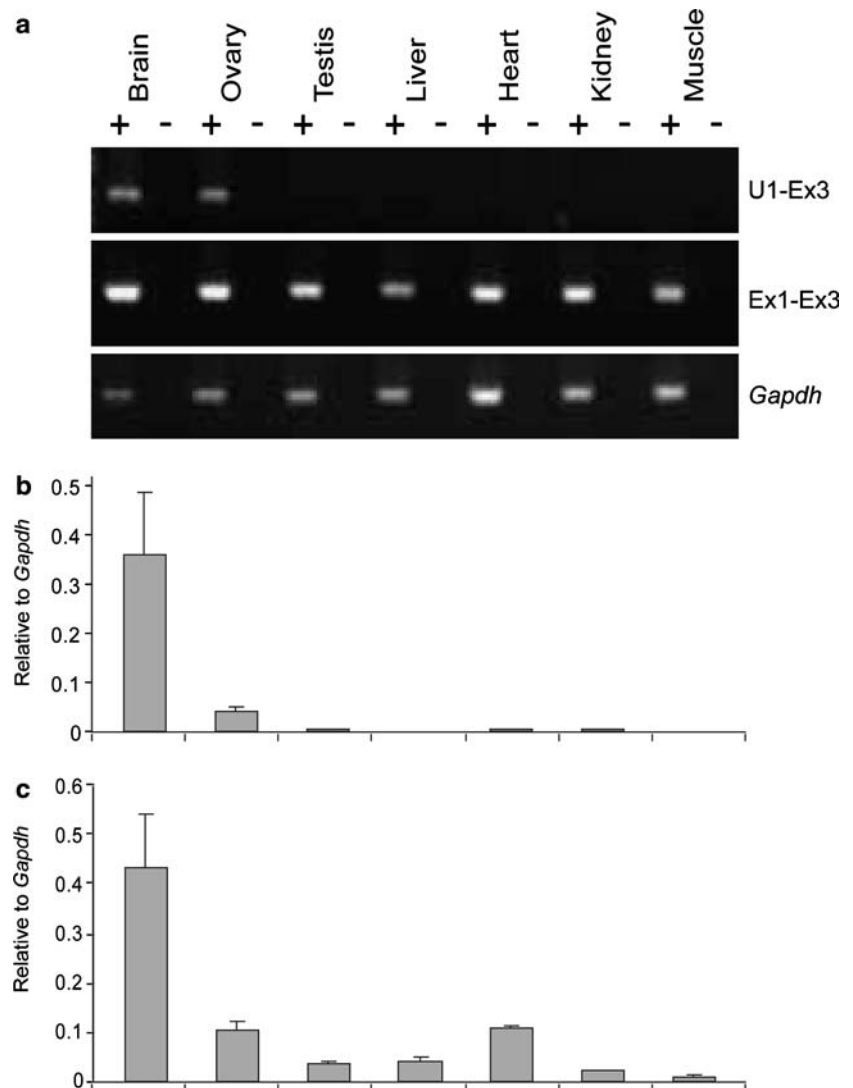 a
Brain Ovary Testis Liver Heart Kidney Muscle
+ - + - + - + - + - + - + -
U1-Ex3
Ex1-Ex3
Gapdh
b
Relative to Gapdh
0.5
0.4
0.3
0.2
0.1
0
c
Relative to Gapdh
0.6
0.5
0.4
0.3
0.2
0.1
0